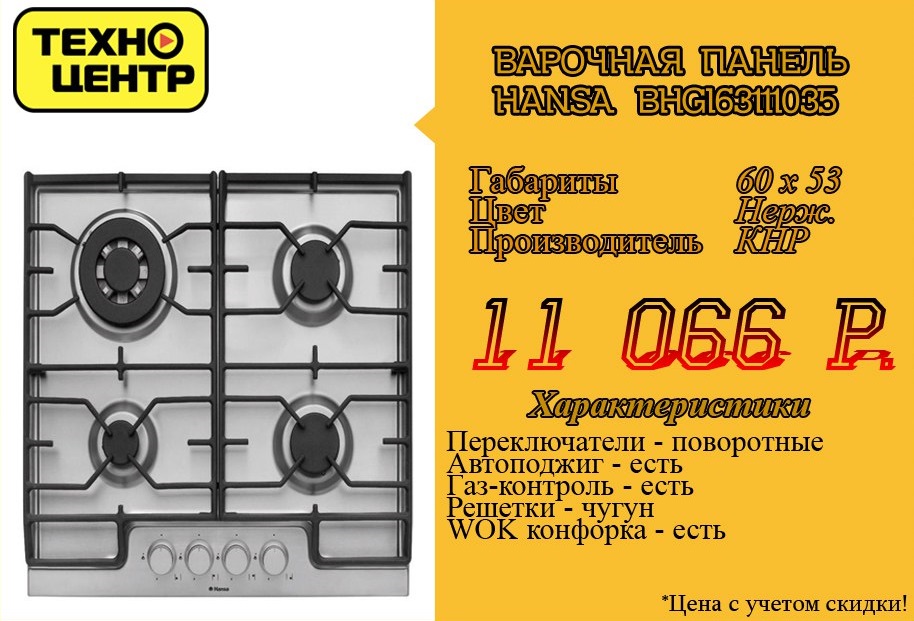 ТЕХНО
ЦЕНТР
ВАРОЧНАЯ ПАНЕЛЬ
HANSA BHGI63111035
Габариты 60 x 53
Цвет Нерж.
Производитель КНР
11 066 Р.
Характеристики
Переключатели - поворотные
Автоподжиг - есть
Газ-контроль - есть
Решетки - чугун
WOK конфорка - есть
Hansa
*Цена с учетом скидки!